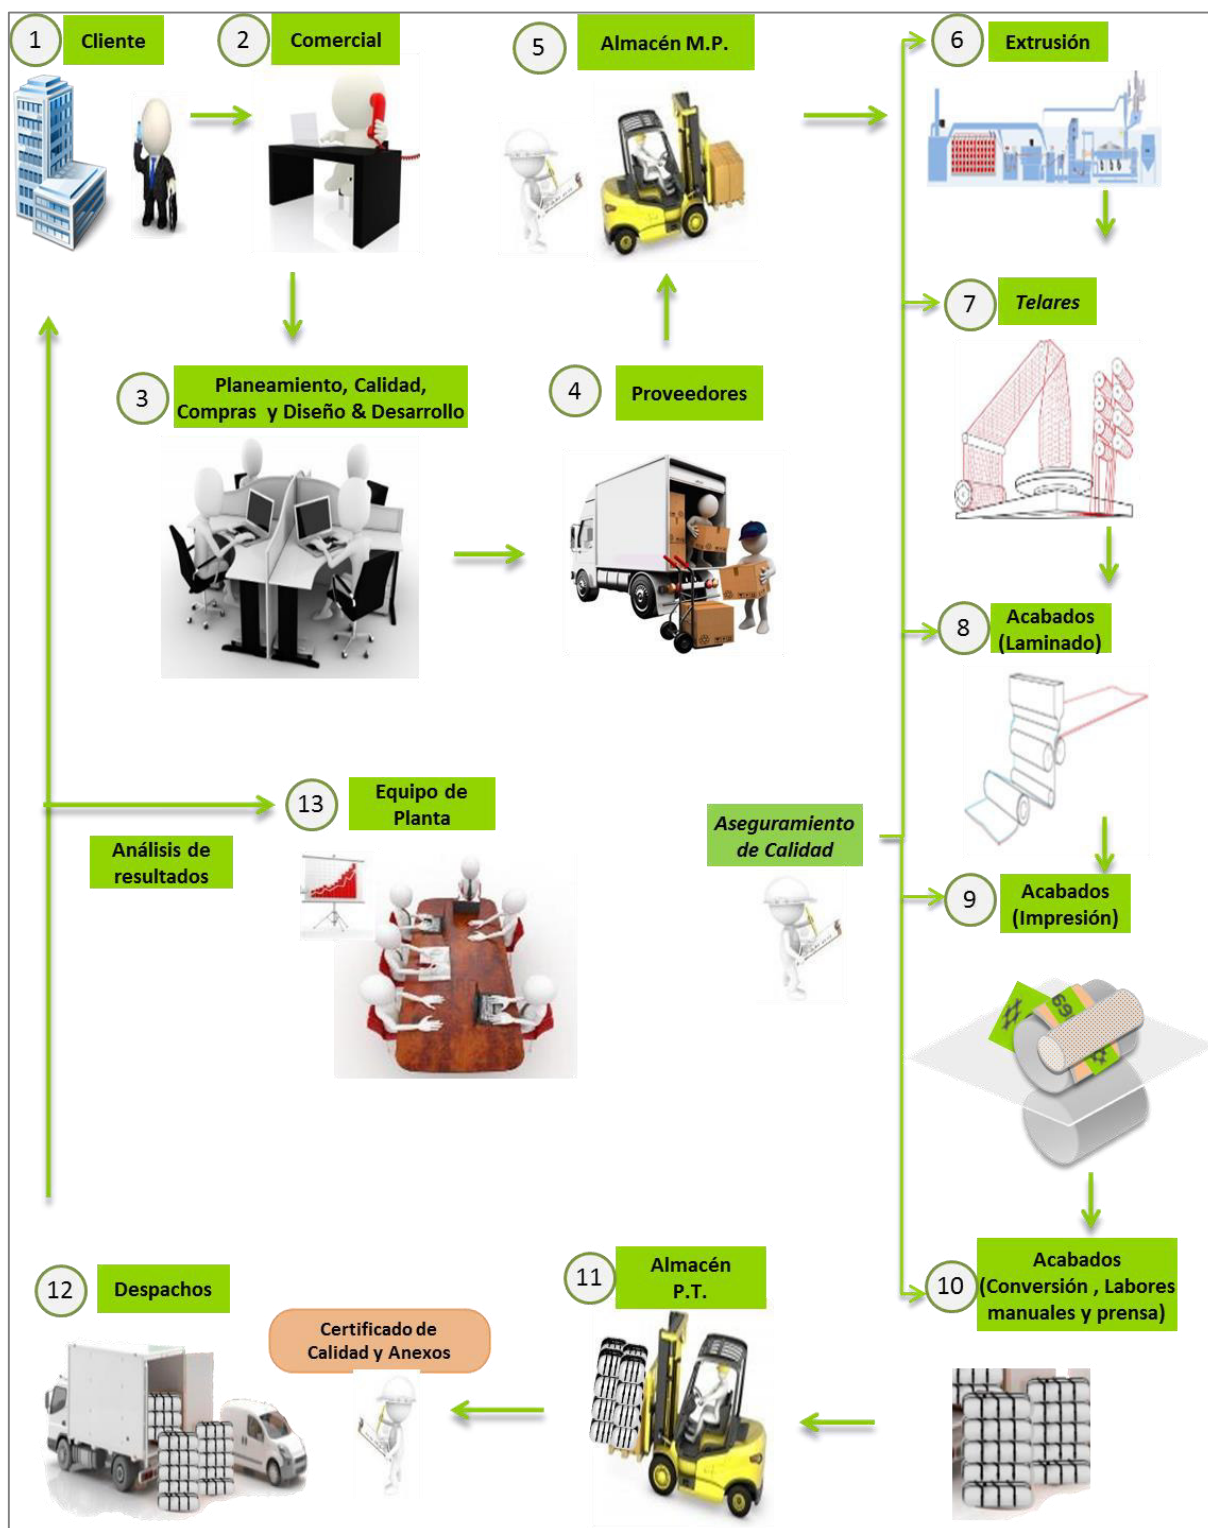 1
Cliente
2
Comercial
5
Almacén M.P.
6
Extrusión
7
Telares
3
Planeamiento, Calidad,
Compras y Diseño & Desarrollo
4
Proveedores
8
Acabados
(Laminado)
13
Equipo de
Planta
Análisis de
resultados
Aseguramiento
de Calidad
9
Acabados
(Impresión)
69
12
Despachos
Certificado de
Calidad y Anexos
11
Almacén
P.T.
10
Acabados
(Conversión , Labores
manuales y prensa)